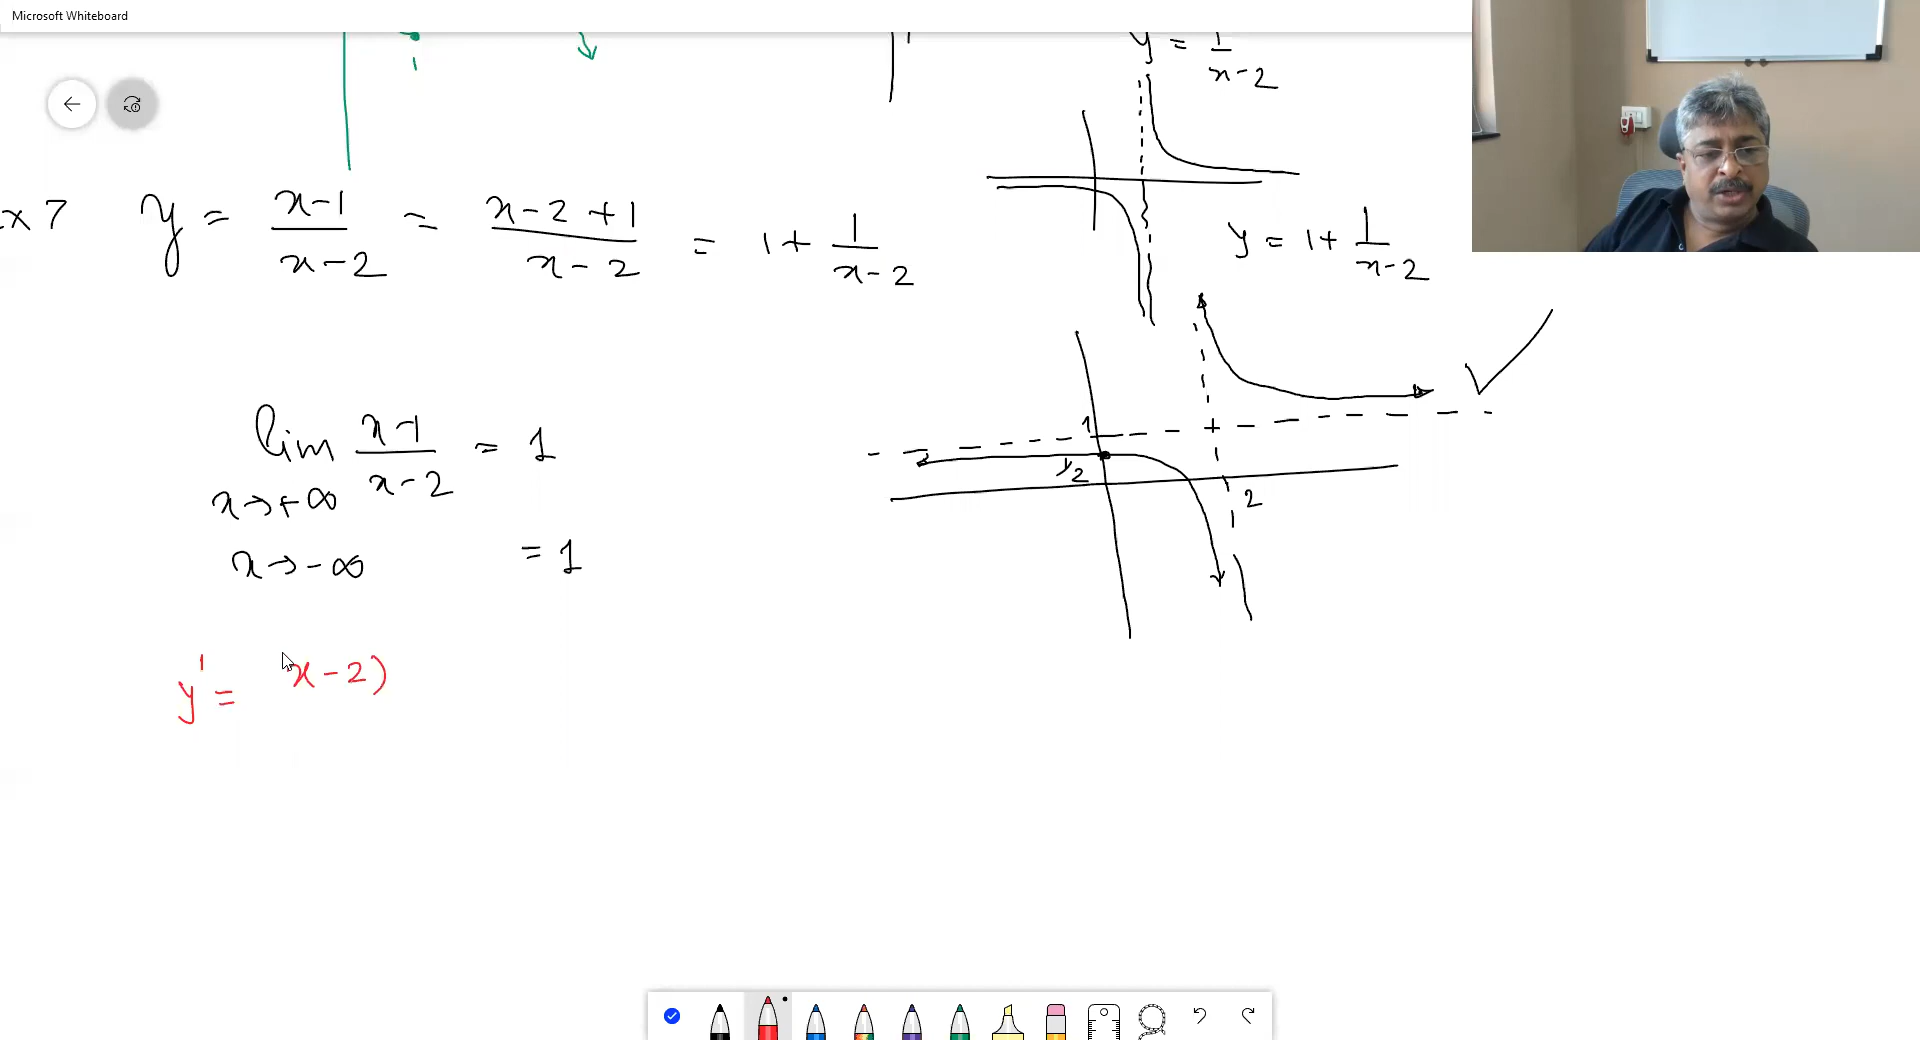 Microsoft Whiteboard
y = 1/(x-2)
x 7 y = (x-1)/(x-2) = (x-2+1)/(x-2) = 1 + 1/(x-2)
y = 1 + 1/(x-2)
lim (x-1)/(x-2) = 1
x→+∞
x→-∞ = 1
1
1/2
2
y' = x-2)